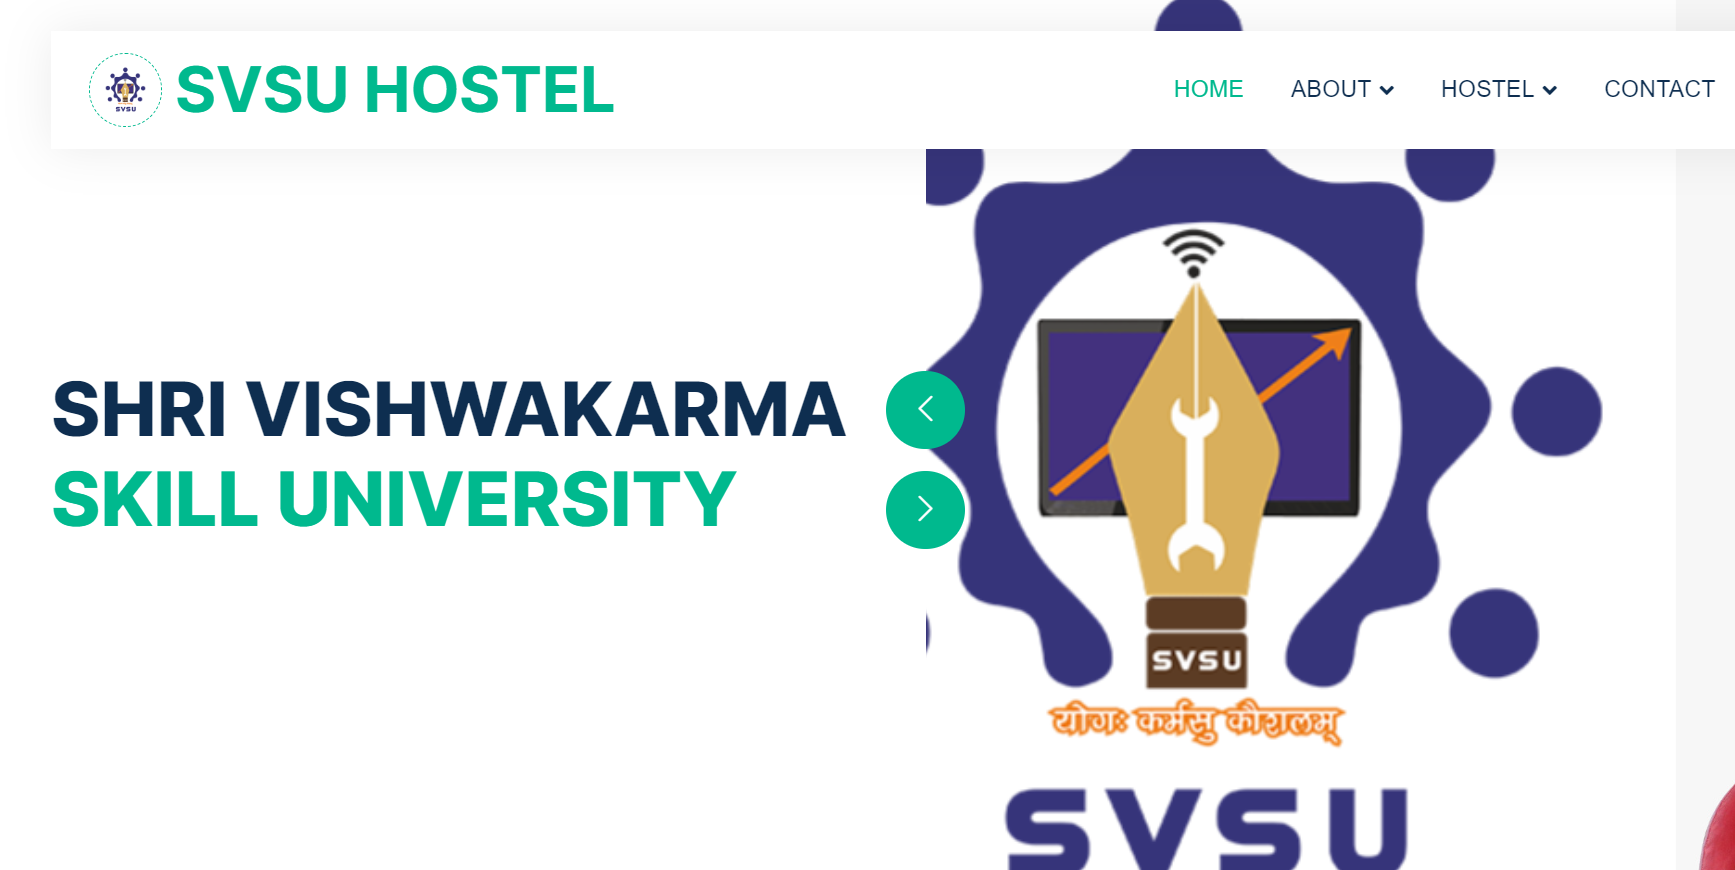 SVSU
SVSU HOSTEL
HOME
ABOUT
HOSTEL
CONTACT
SHRI VISHWAKARMA
SKILL UNIVERSITY
SVSU
योगः कर्मसु कौशलम्
SVSU